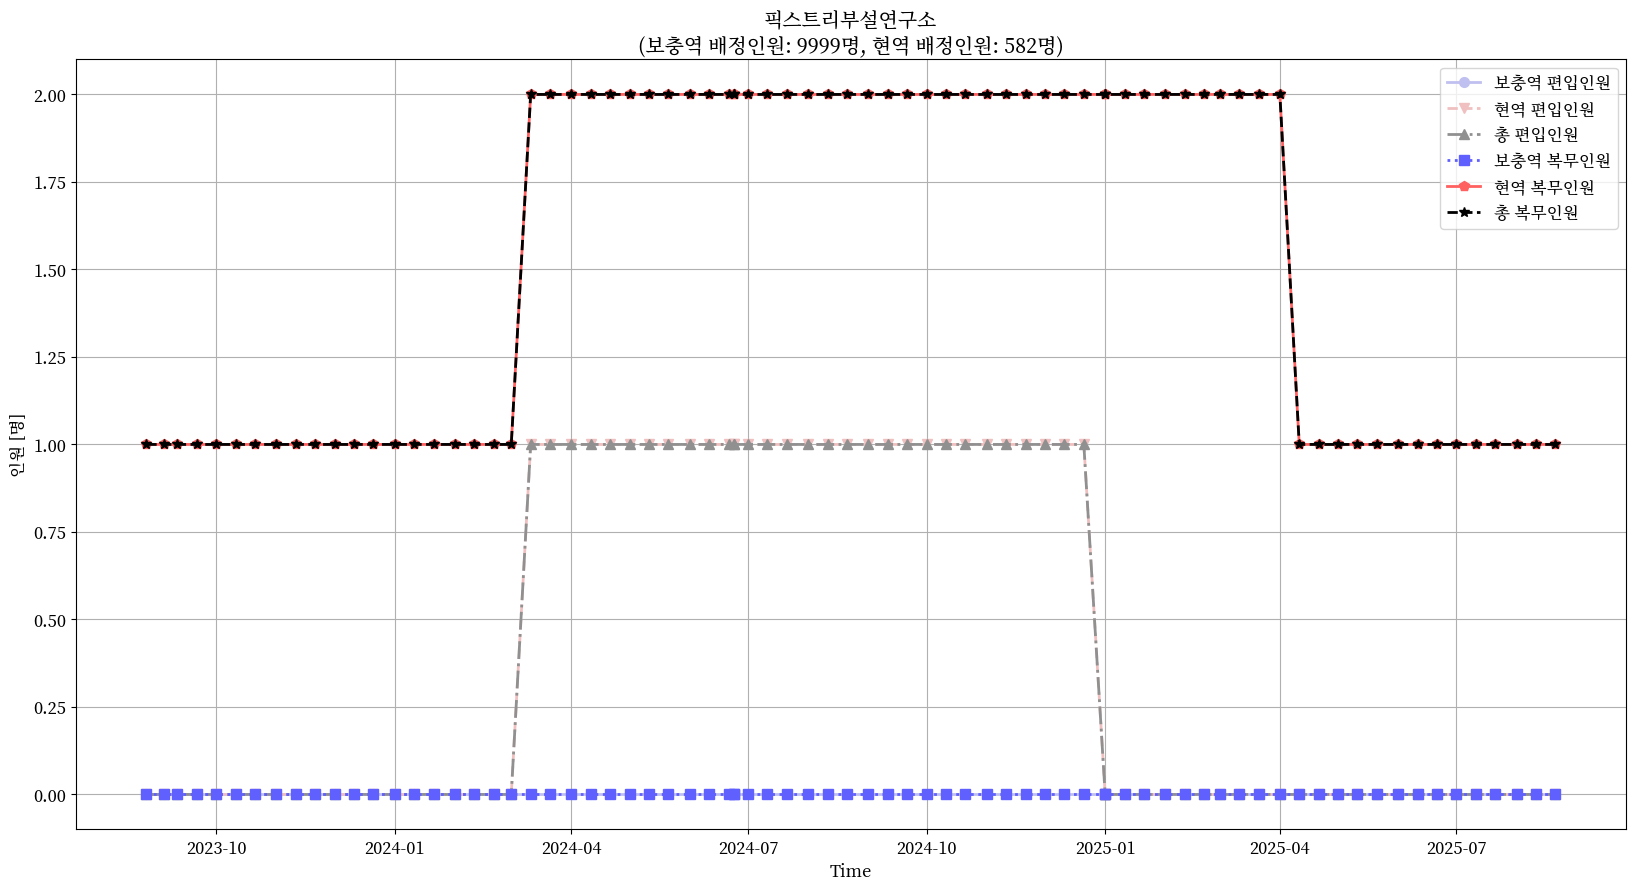 픽스트리부설연구소
(보충역 배정인원: 9999명, 현역 배정인원: 582명)
보충역 편입인원
현역 편입인원
총 편입인원
보충역 복무인원
현역 복무인원
총 복무인원
인원 [명]
2.00
1.75
1.50
1.25
1.00
0.75
0.50
0.25
0.00
2023-10
2024-01
2024-04
2024-07
2024-10
2025-01
2025-04
2025-07
Time